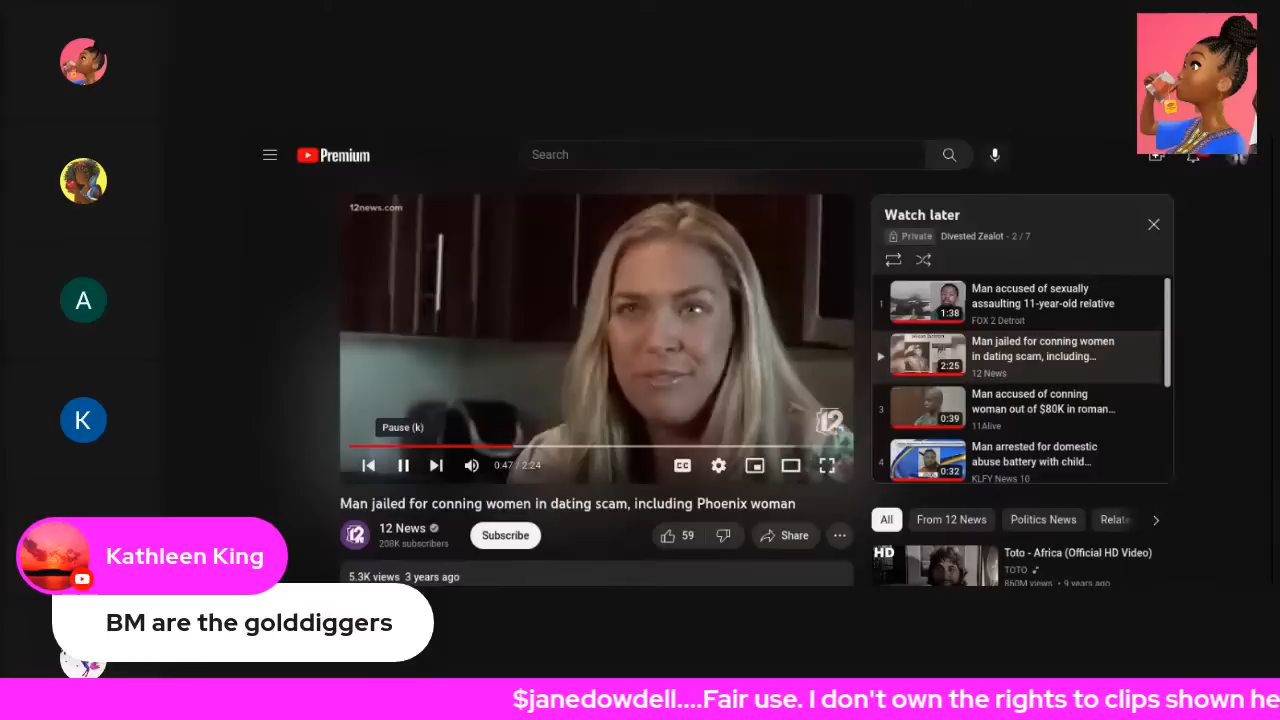 Premium
Search
12news.com
Pause (k)
0:47 / 2:24
CC
12
Man jailed for conning women in dating scam, including Phoenix woman
12 News
208K subscribers
Subscribe
59
Share
5.3K views 3 years ago
Watch later
Private
Divested Zealot - 2 / 7
1
1:38
Man accused of sexually
assaulting 11-year-old relative
FOX 2 Detroit
2:25
Man jailed for conning women
in dating scam, including...
12 News
3
0:39
Man accused of conning
woman out of $80K in roman...
11Alive
4
0:32
Man arrested for domestic
abuse battery with child...
KLFY News 10
All
From 12 News
Politics News
Relate
HD
Toto - Africa (Official HD Video)
TOTO
860M views • 9 years ago
A
K
Kathleen King
BM are the golddiggers
$janedowdell....Fair use. I don't own the rights to clips shown he